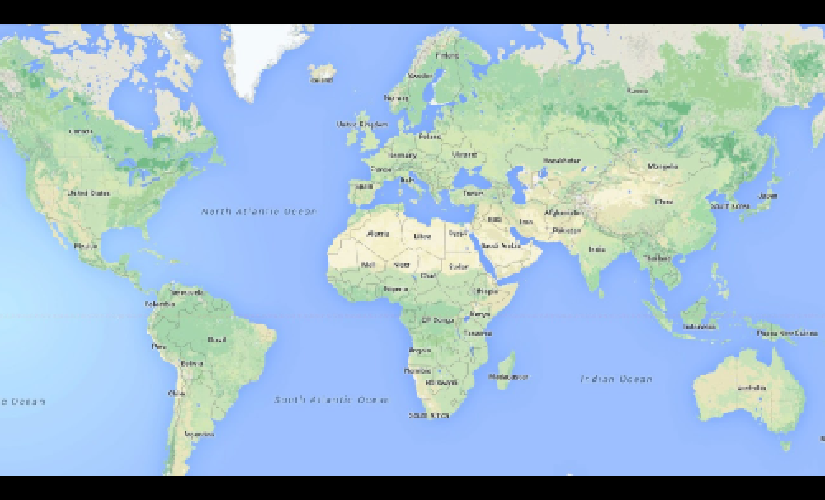 Finland
Sweden
Norway
Russia
Canada
United Kingdom
Poland
Germany
Ukraine
France
Kazakhstan
Mongolia
Italy
Spain
United States
Turkey
Japan
China
South Korea
North Atlantic Ocean
Iraq
Iran
Afghanistan
Pakistan
Algeria
Libya
Egypt
Saudi Arabia
Mexico
India
Thailand
Mali
Niger
Sudan
Chad
Nigeria
Ethiopia
Venezuela
Colombia
Kenya
DR Congo
Indonesia
Tanzania
Papua New Guinea
Brazil
Peru
Angola
Bolivia
Namibia
Madagascar
Botswana
Indian Ocean
Australia
Chile
South Atlantic Ocean
Ocean
South Africa
Argentina